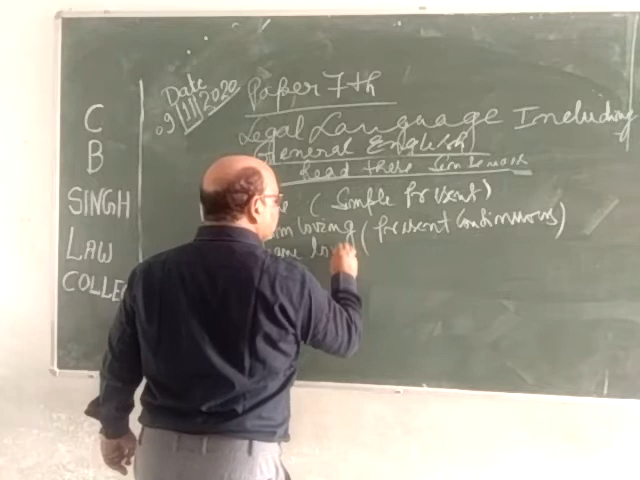 C
B
SINGH
LAW
COLLE
Date
09/11/2020
Paper 7th
Legal Language Including
General English
Read these
(Simple Present)
loving (Present Continuous)